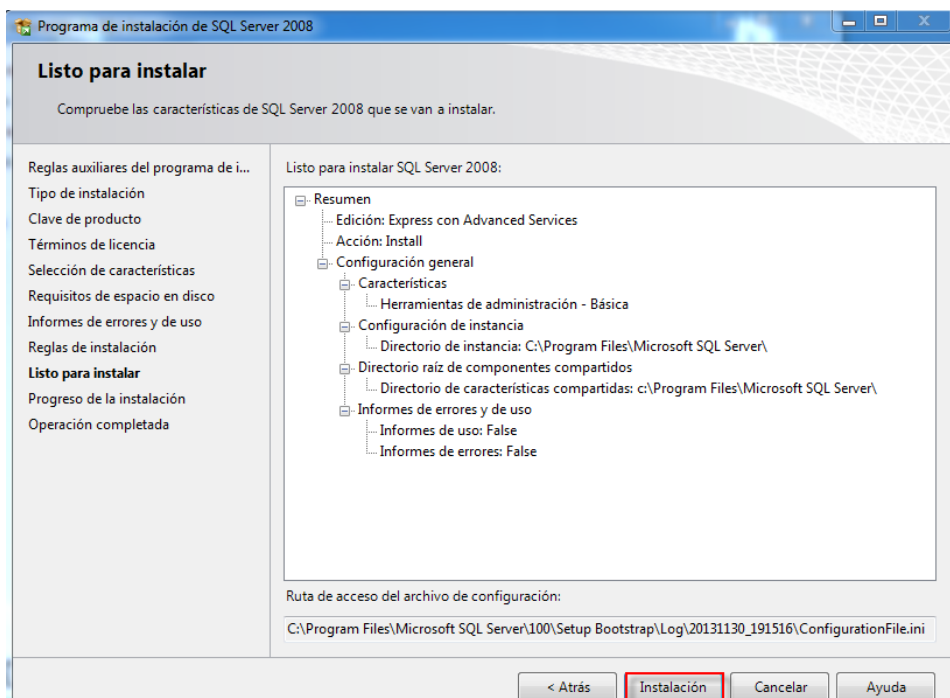 Programa de instalación de SQL Server 2008
Listo para instalar
Compruebe las características de SQL Server 2008 que se van a instalar.
Reglas auxiliares del programa de i...
Tipo de instalación
Clave de producto
Términos de licencia
Selección de características
Requisitos de espacio en disco
Informes de errores y de uso
Reglas de instalación
Listo para instalar
Progreso de la instalación
Operación completada
Listo para instalar SQL Server 2008:
Resumen
Edición: Express con Advanced Services
Acción: Install
Configuración general
Características
Herramientas de administración - Básica
Configuración de instancia
Directorio de instancia: C:\Program Files\Microsoft SQL Server\
Directorio raíz de componentes compartidos
Directorio de características compartidas: c:\Program Files\Microsoft SQL Server\
Informes de errores y de uso
Informes de uso: False
Informes de errores: False
Ruta de acceso del archivo de configuración:
C:\Program Files\Microsoft SQL Server\100\Setup Bootstrap\Log\20131130_191516\ConfigurationFile.ini
< Atrás
Instalación
Cancelar
Ayuda